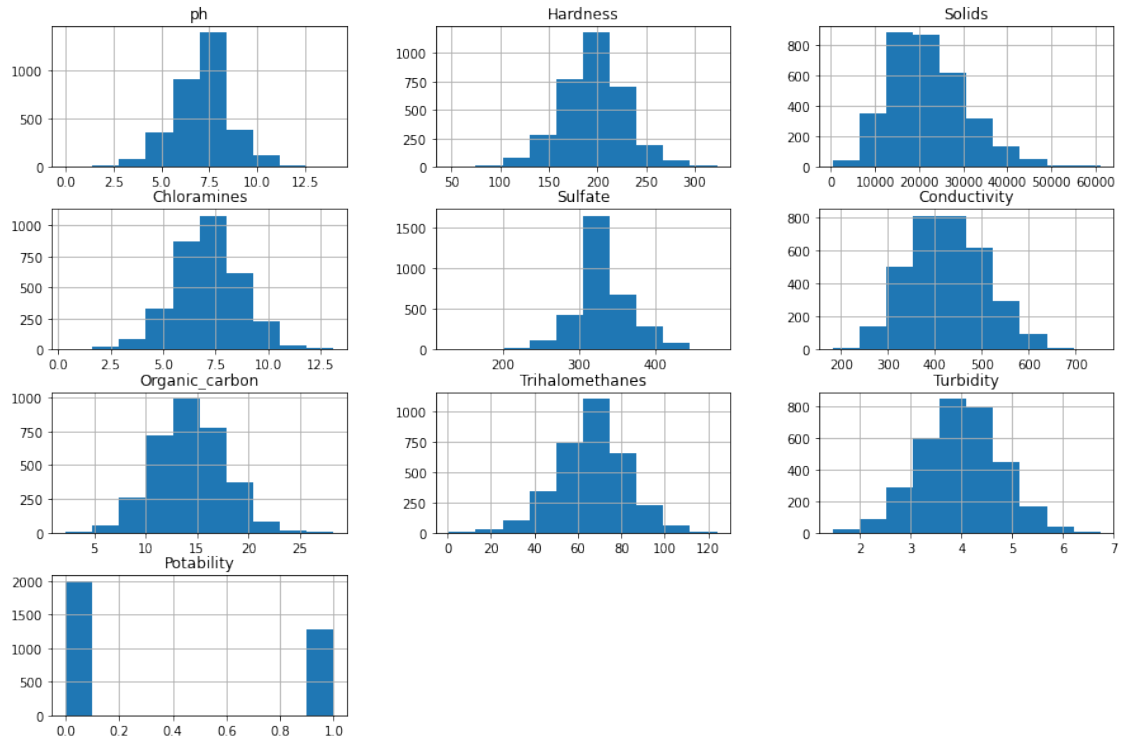 ph
1000
500
0
0.0 2.5 5.0 7.5 10.0 12.5
Hardness
1000
750
500
250
0
50 100 150 200 250 300
Solids
800
600
400
200
0
0 10000 20000 30000 40000 50000 60000
Chloramines
1000
750
500
250
0
0.0 2.5 5.0 7.5 10.0 12.5
Sulfate
1500
1000
500
0
200 300 400
Conductivity
800
600
400
200
0
200 300 400 500 600 700
Organic_carbon
1000
750
500
250
0
5 10 15 20 25
Trihalomethanes
1000
750
500
250
0
0 20 40 60 80 100 120
Turbidity
800
600
400
200
0
2 3 4 5 6 7
Potability
2000
1500
1000
500
0
0.0 0.2 0.4 0.6 0.8 1.0